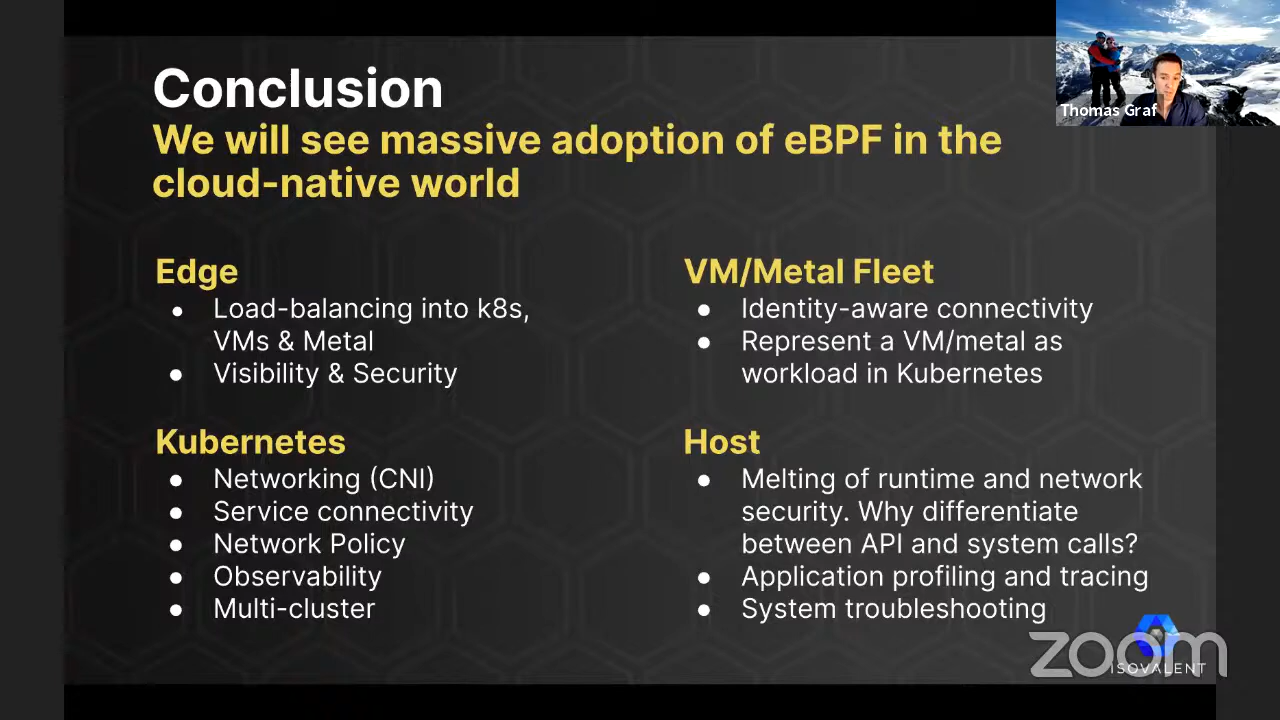 Conclusion
We will see massive adoption of eBPF in the
cloud-native world
Thomas Graf
Edge
● Load-balancing into k8s,
VMs & Metal
● Visibility & Security
Kubernetes
● Networking (CNI)
● Service connectivity
● Network Policy
● Observability
● Multi-cluster
VM/Metal Fleet
● Identity-aware connectivity
● Represent a VM/metal as
workload in Kubernetes
Host
● Melting of runtime and network
security. Why differentiate
between API and system calls?
● Application profiling and tracing
● System troubleshooting
zoom
ISOVALENT